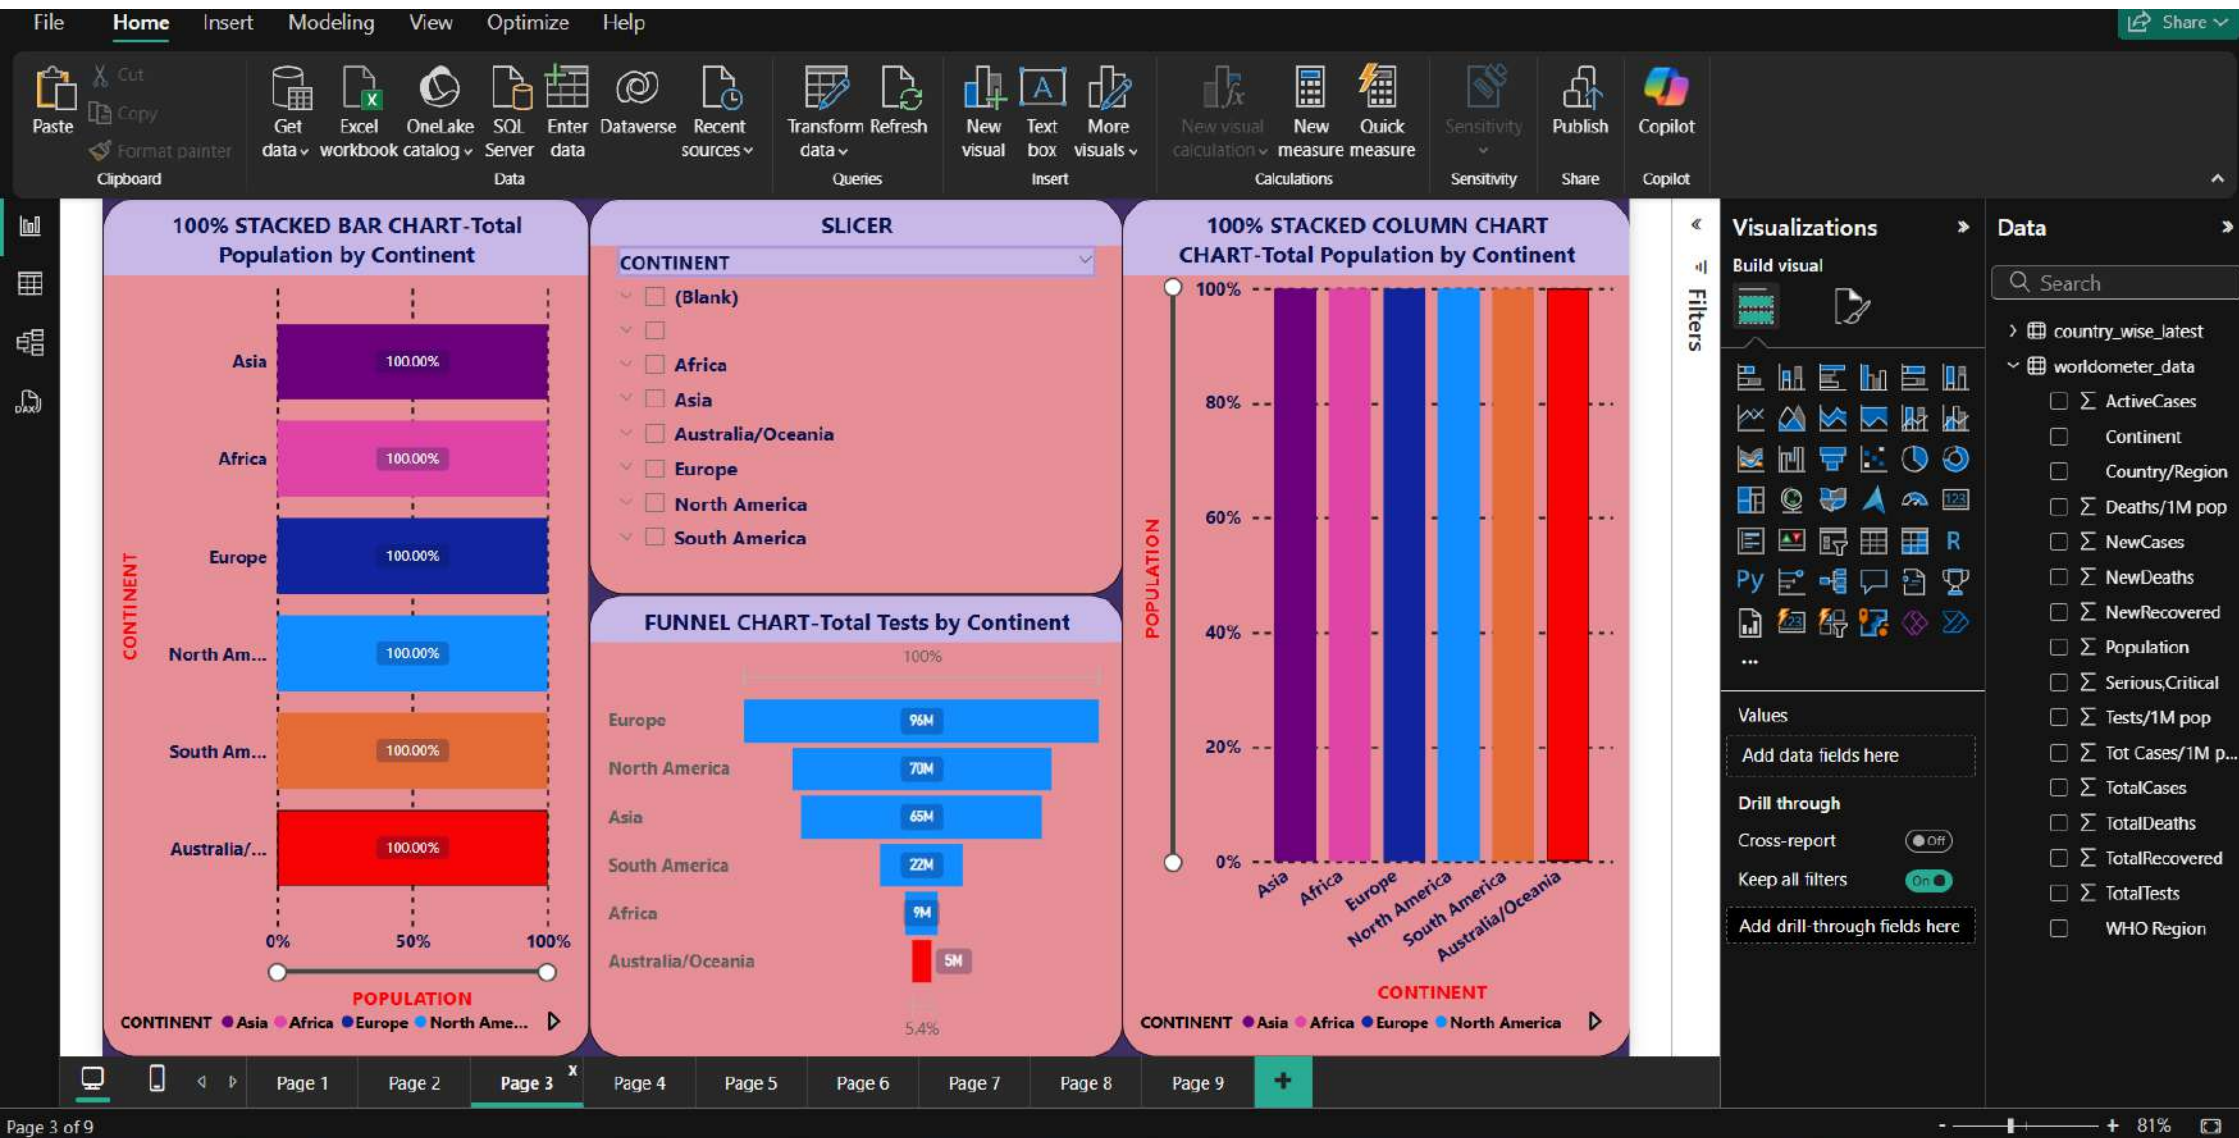 File Home Insert Modeling View Optimize Help Share
Paste
Cut
Copy
Format painter
Clipboard
Get data
Excel workbook
OneLake catalog
SQL Server
Enter data
Dataverse
Recent sources
Data
Transform data
Refresh
Queries
New visual
Text box
More visuals
Insert
New visual calculation
New measure
Quick measure
Calculations
Sensitivity
Sensitivity
Publish
Share
Copilot
Copilot
100% STACKED BAR CHART-Total
Population by Continent
CONTINENT
Asia 100.00%
Africa 100.00%
Europe 100.00%
North Am... 100.00%
South Am... 100.00%
Australia/... 100.00%
0% 50% 100%
POPULATION
CONTINENT Asia Africa Europe North Ame...
SLICER
CONTINENT
(Blank)
Africa
Asia
Australia/Oceania
Europe
North America
South America
FUNNEL CHART-Total Tests by Continent
100%
Europe 96M
North America 70M
Asia 65M
South America 22M
Africa 9M
Australia/Oceania 5M
5.4%
100% STACKED COLUMN CHART
CHART-Total Population by Continent
POPULATION
100%
80%
60%
40%
20%
0%
Asia Africa Europe North America South America Australia/Oceania
CONTINENT
CONTINENT Asia Africa Europe North America
Filters
Visualizations
Build visual
123
R
Py
123
...
Values
Add data fields here
Drill through
Cross-report Off
Keep all filters On
Add drill-through fields here
Data
Search
country_wise_latest
worldometer_data
ActiveCases
Continent
Country/Region
Deaths/1M pop
NewCases
NewDeaths
NewRecovered
Population
Serious,Critical
Tests/1M pop
Tot Cases/1M p...
TotalCases
TotalDeaths
TotalRecovered
TotalTests
WHO Region
DAX
Page 1 Page 2 Page 3 x Page 4 Page 5 Page 6 Page 7 Page 8 Page 9 +
Page 3 of 9
- + 81%